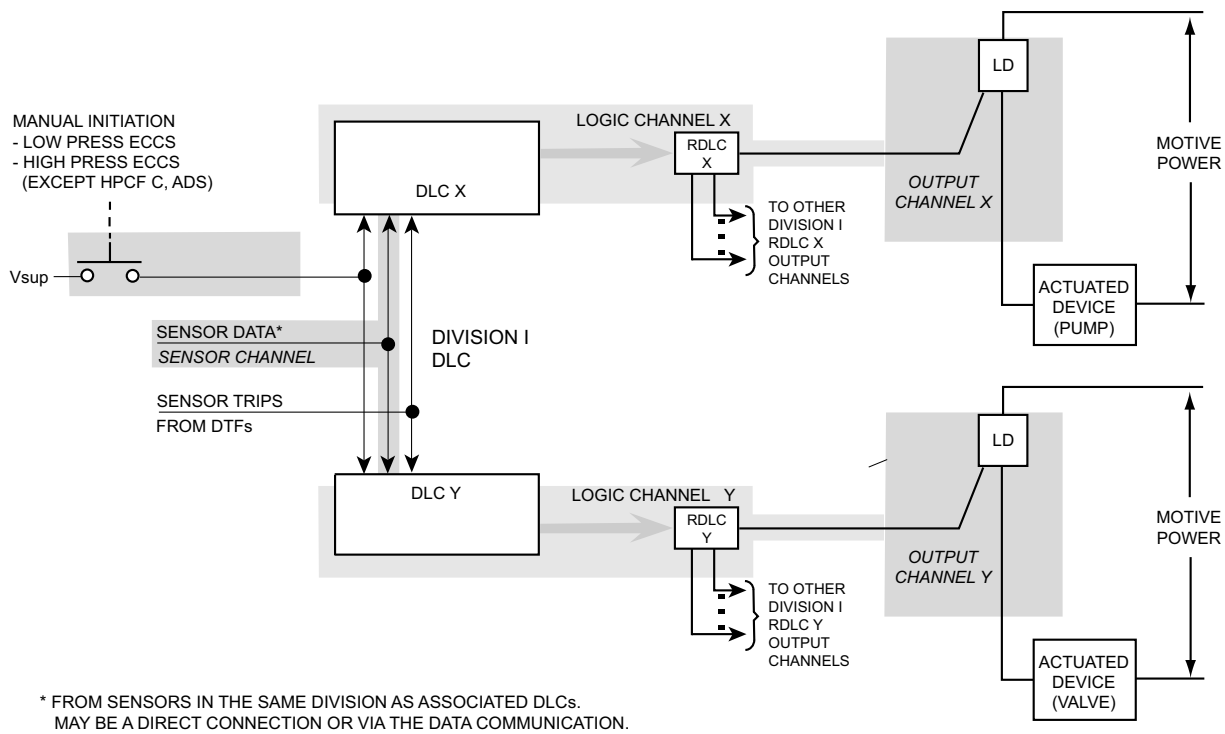 MANUAL INITIATION
- LOW PRESS ECCS
- HIGH PRESS ECCS
(EXCEPT HPCF C, ADS)
Vsup
SENSOR DATA*
SENSOR CHANNEL
SENSOR TRIPS
FROM DTFs
DIVISION I
DLC
DLC X
LOGIC CHANNEL X
RDLC
X
TO OTHER
DIVISION I
RDLC X
OUTPUT
CHANNELS
OUTPUT
CHANNEL X
LD
MOTIVE
POWER
ACTUATED
DEVICE
(PUMP)
DLC Y
LOGIC CHANNEL Y
RDLC
Y
TO OTHER
DIVISION I
RDLC Y
OUTPUT
CHANNELS
OUTPUT
CHANNEL Y
LD
MOTIVE
POWER
ACTUATED
DEVICE
(VALVE)
* FROM SENSORS IN THE SAME DIVISION AS ASSOCIATED DLCs.
MAY BE A DIRECT CONNECTION OR VIA THE DATA COMMUNICATION.